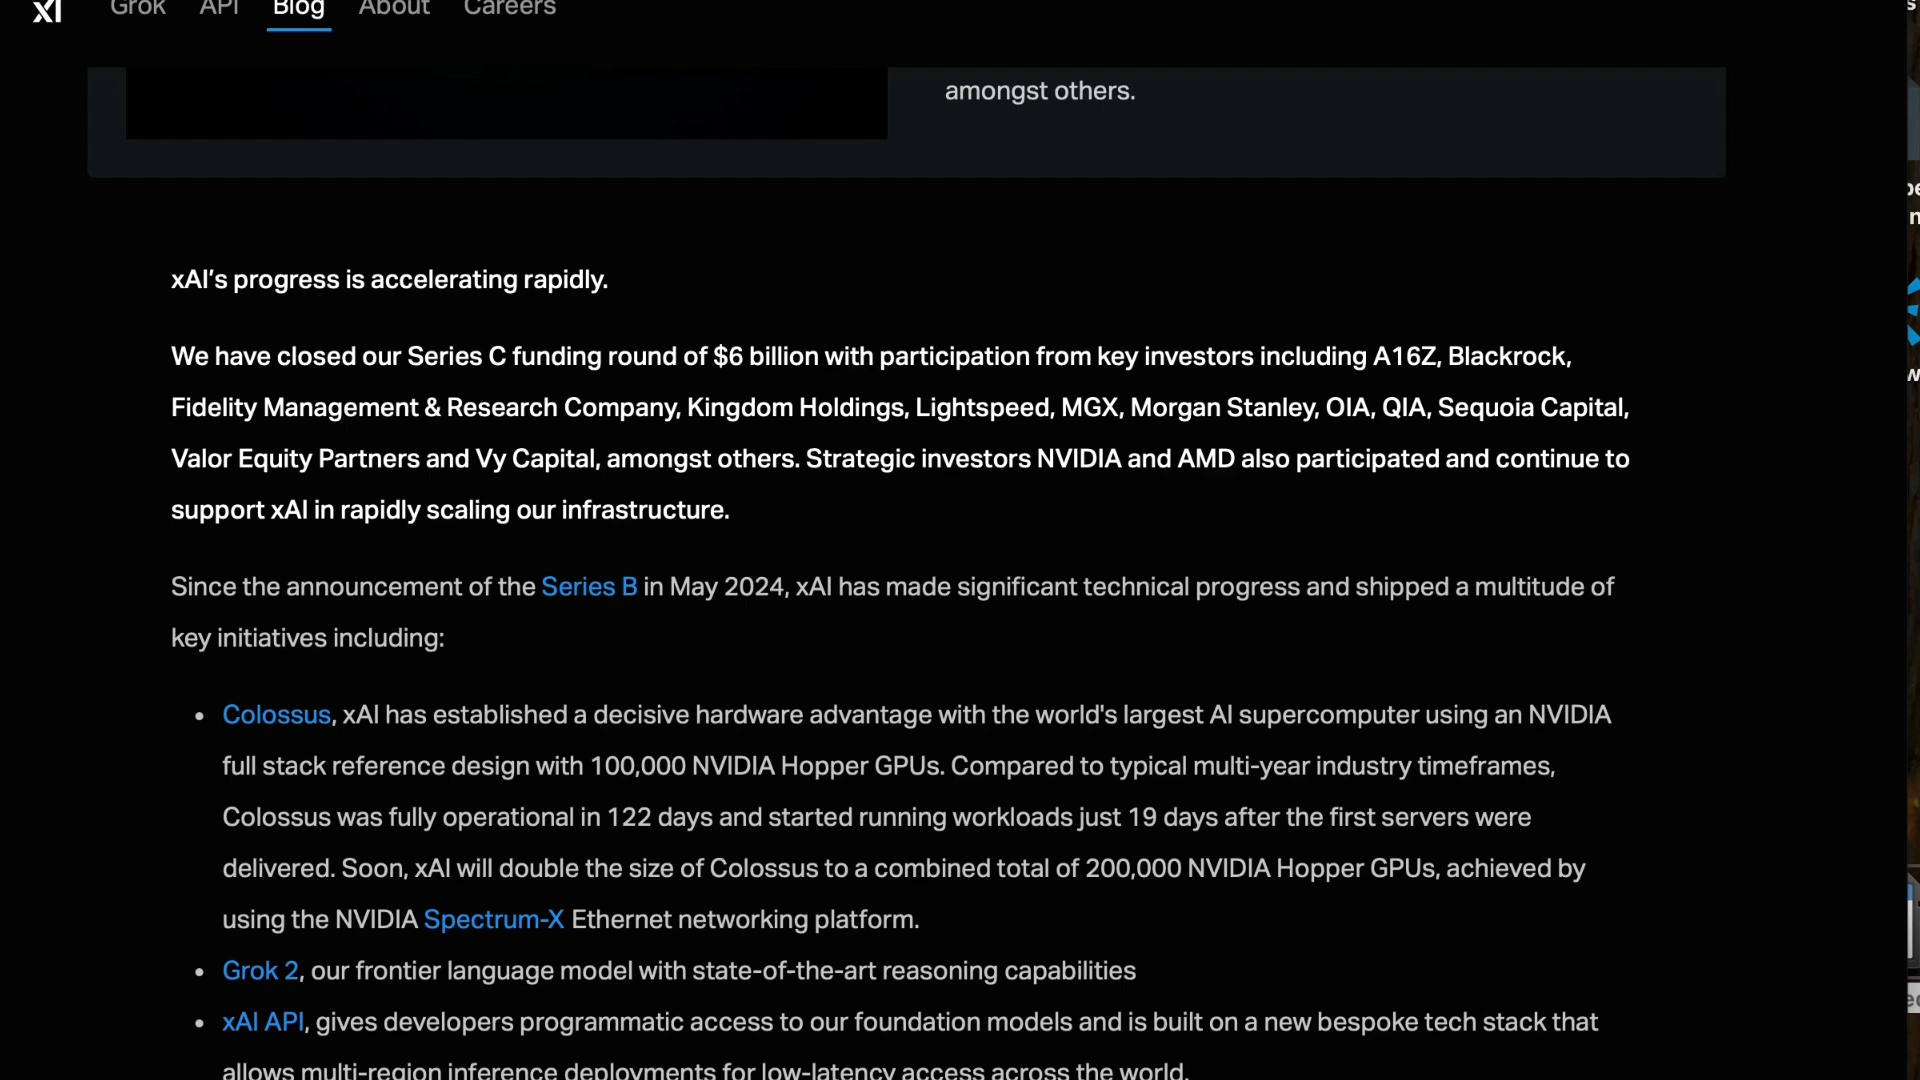 xI Grok API Blog About Careers
amongst others.
xAI’s progress is accelerating rapidly.
We have closed our Series C funding round of $6 billion with participation from key investors including A16Z, Blackrock,
Fidelity Management & Research Company, Kingdom Holdings, Lightspeed, MGX, Morgan Stanley, OIA, QIA, Sequoia Capital,
Valor Equity Partners and Vy Capital, amongst others. Strategic investors NVIDIA and AMD also participated and continue to
support xAI in rapidly scaling our infrastructure.
Since the announcement of the Series B in May 2024, xAI has made significant technical progress and shipped a multitude of
key initiatives including:
• Colossus, xAI has established a decisive hardware advantage with the world's largest AI supercomputer using an NVIDIA
full stack reference design with 100,000 NVIDIA Hopper GPUs. Compared to typical multi-year industry timeframes,
Colossus was fully operational in 122 days and started running workloads just 19 days after the first servers were
delivered. Soon, xAI will double the size of Colossus to a combined total of 200,000 NVIDIA Hopper GPUs, achieved by
using the NVIDIA Spectrum-X Ethernet networking platform.
• Grok 2, our frontier language model with state-of-the-art reasoning capabilities
• xAI API, gives developers programmatic access to our foundation models and is built on a new bespoke tech stack that
allows multi-region inference deployments for low-latency access across the world.